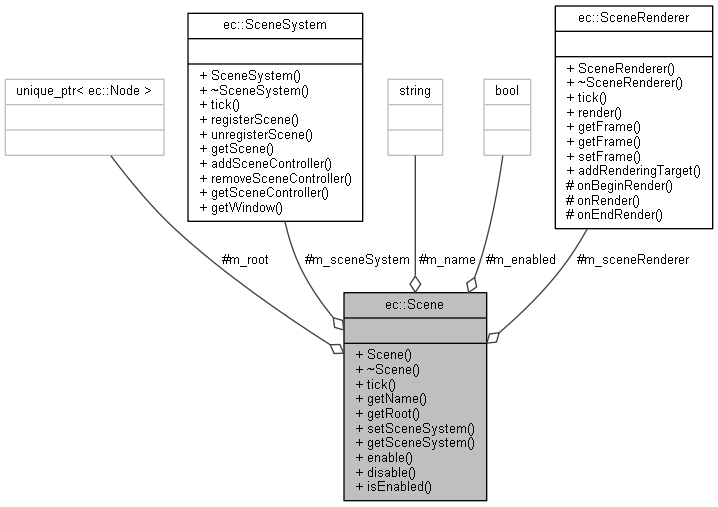 ec::SceneSystem
+ SceneSystem()
+ ~SceneSystem()
+ tick()
+ registerScene()
+ unregisterScene()
+ getScene()
+ addSceneController()
+ removeSceneController()
+ getSceneController()
+ getWindow()
ec::SceneRenderer
+ SceneRenderer()
+ ~SceneRenderer()
+ tick()
+ render()
+ getFrame()
+ getFrame()
+ setFrame()
+ addRenderingTarget()
# onBeginRender()
# onRender()
# onEndRender()
unique_ptr< ec::Node >
string
bool
#m_root
#m_sceneSystem
#m_name
#m_enabled
#m_sceneRenderer
ec::Scene
+ Scene()
+ ~Scene()
+ tick()
+ getName()
+ getRoot()
+ setSceneSystem()
+ getSceneSystem()
+ enable()
+ disable()
+ isEnabled()